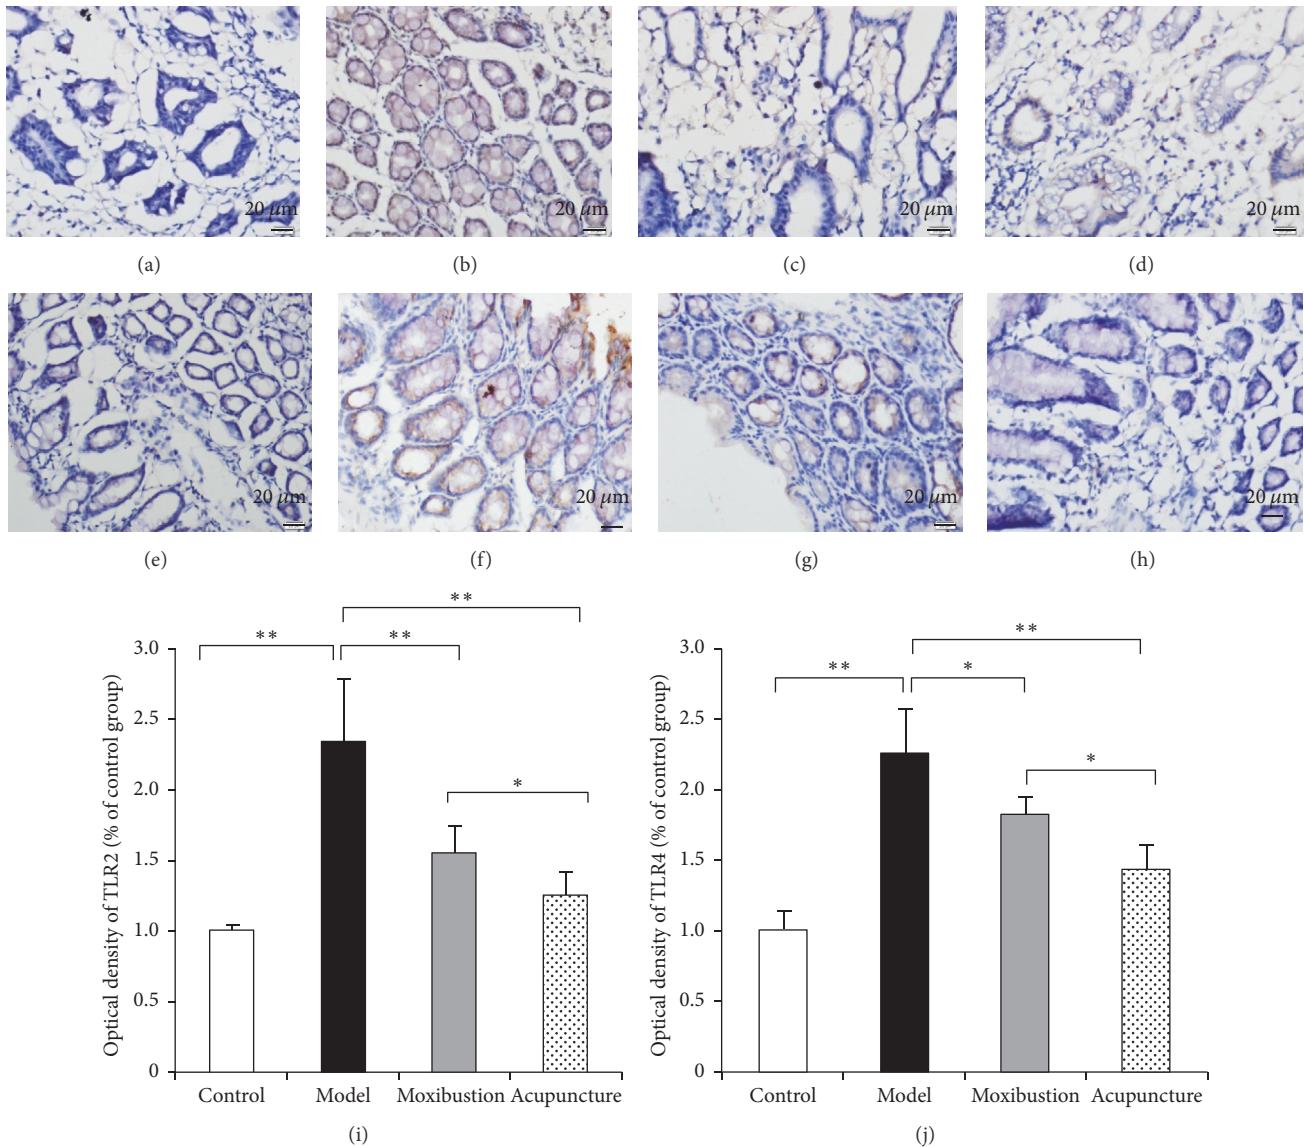 20 μm 20 μm 20 μm 20 μm
(a) (b) (c) (d)
20 μm 20 μm 20 μm 20 μm
(e) (f) (g) (h)
Optical density of TLR2 (% of control group)
3.0
2.5
2.0
1.5
1.0
0.5
0
** ** **
*
Control Model Moxibustion Acupuncture
(i)
Optical density of TLR4 (% of control group)
3.0
2.5
2.0
1.5
1.0
0.5
0
**
** *
*
Control Model Moxibustion Acupuncture
(j)